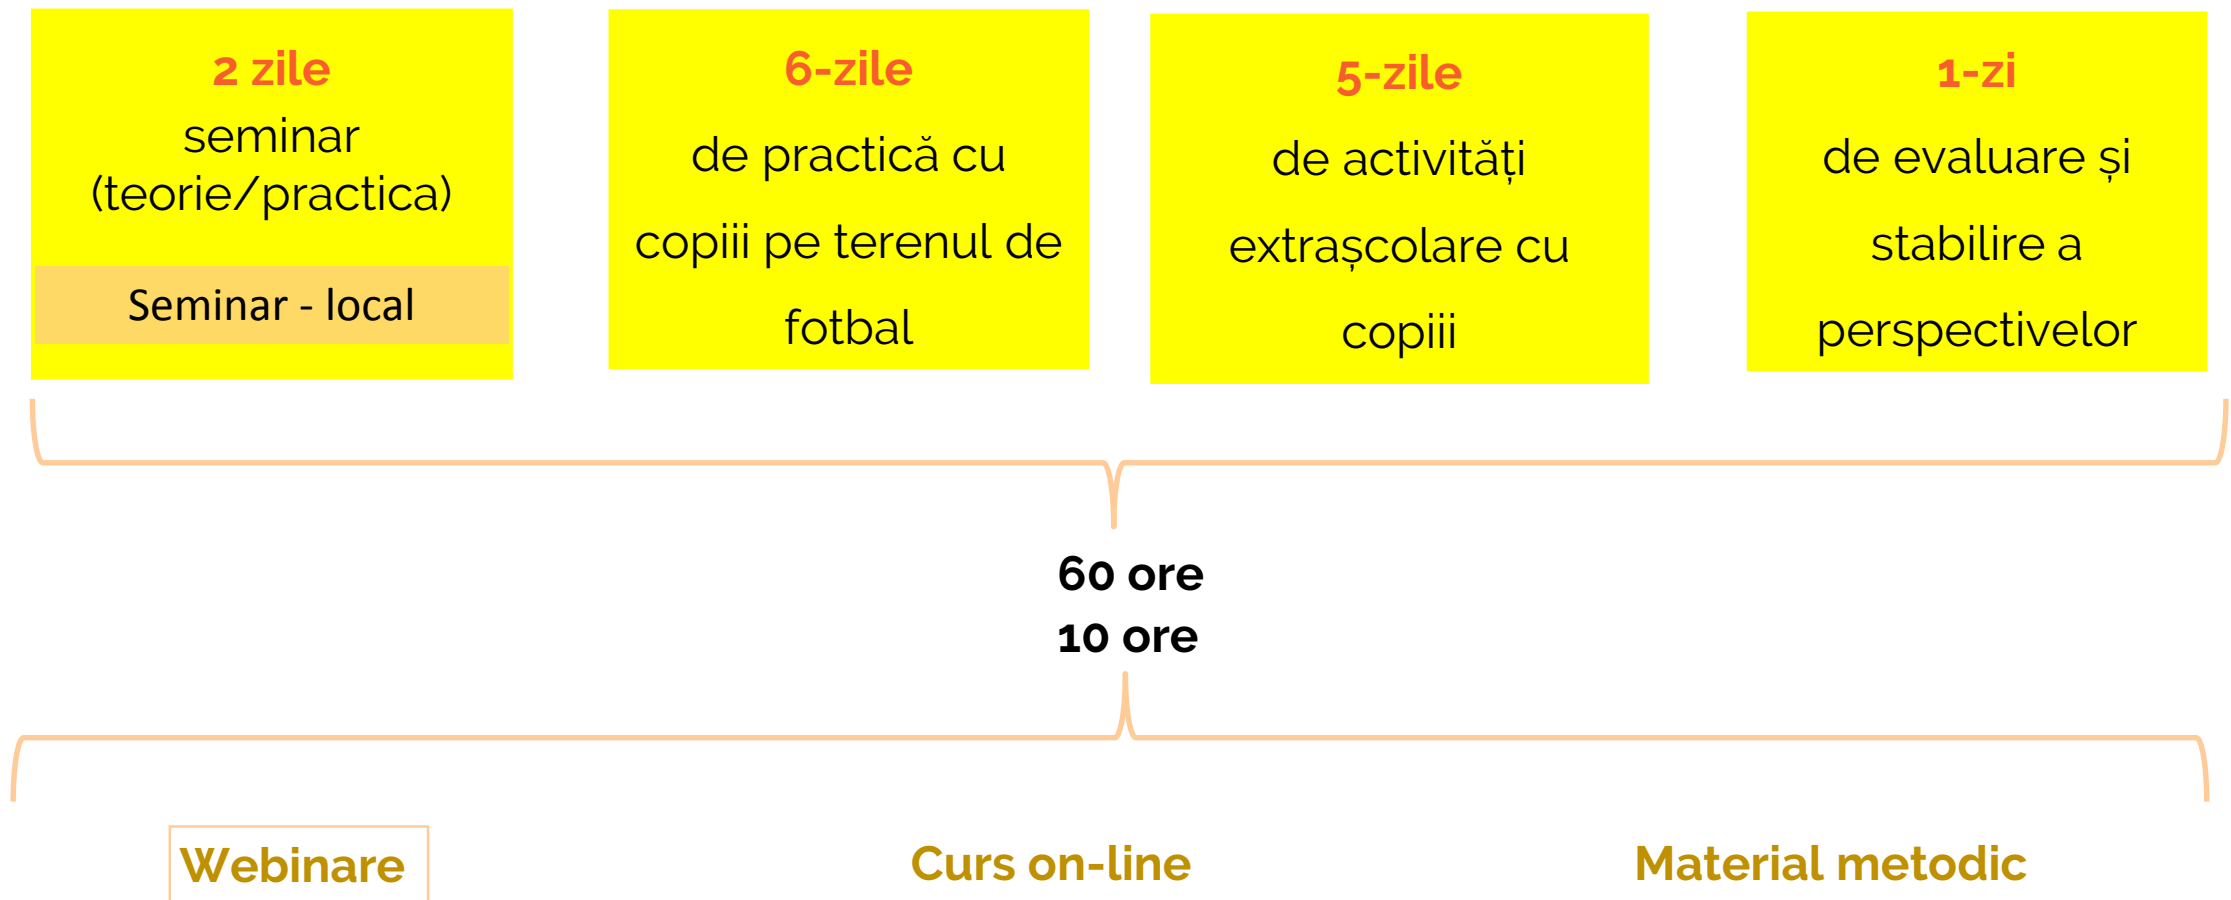 2 zile
seminar
(teorie/practica)
Seminar - local
6-zile
de practică cu
copiii pe terenul de
fotbal
5-zile
de activități
extrașcolare cu
copiii
1-zi
de evaluare și
stabilire a
perspectivelor
60 ore
10 ore
Webinare
Curs on-line
Material metodic